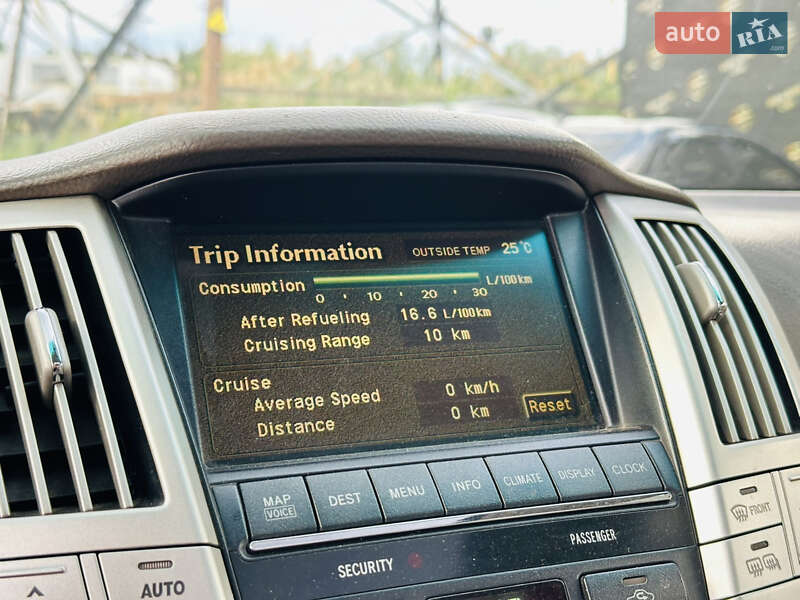 auto RIA .com
Trip Information OUTSIDE TEMP 25°C
Consumption L/100km
0 ' 10 ' 20 ' 30
After Refueling 16.6 L/100km
Cruising Range 10 km
Cruise
Average Speed 0 km/h
Distance 0 km Reset
MAP VOICE DEST MENU INFO CLIMATE DISPLAY CLOCK
FRONT
SECURITY PASSENGER
AUTO